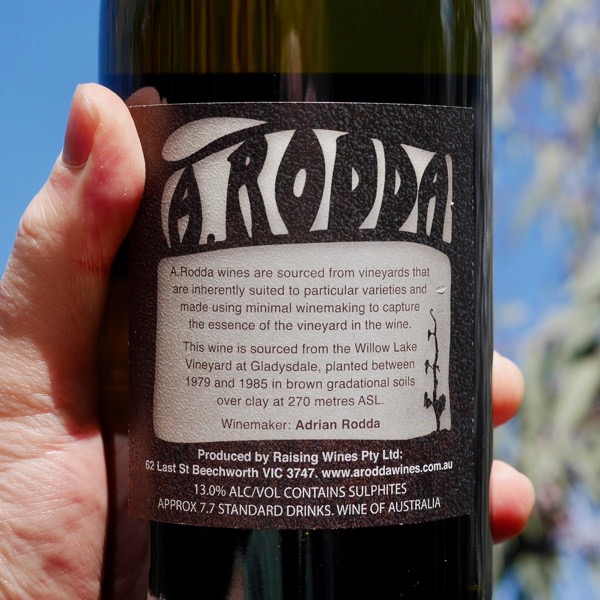 A.RODDA
A.Rodda wines are sourced from vineyards that
are inherently suited to particular varieties and
made using minimal winemaking to capture
the essence of the vineyard in the wine.
This wine is sourced from the Willow Lake
Vineyard at Gladysdale, planted between
1979 and 1985 in brown gradational soils
over clay at 270 metres ASL.
Winemaker: Adrian Rodda
Produced by Raising Wines Pty Ltd:
62 Last St Beechworth VIC 3747. www.aroddawines.com.au
13.0% ALC/VOL CONTAINS SULPHITES
APPROX 7.7 STANDARD DRINKS. WINE OF AUSTRALIA